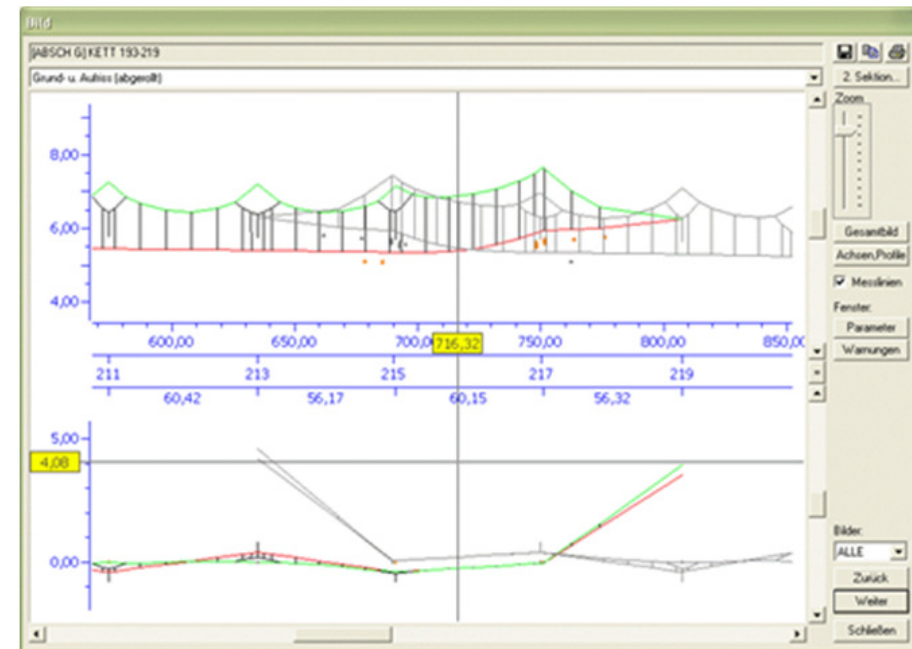 Bild
[ABSCH G] KETT 193-219
Grund- u. Aufriss (abgerollt)
2. Sektion...
Zoom
8,00
6,00
4,00
Gesamtbild
Achsen,Profile
Messlinien
Fenster:
Parameter
Warnungen
600,00 650,00 700,0 716,32 750,00 800,00 850,00
211 213 215 217 219
60,42 56,17 60,15 56,32
5,00
4,08
0,00
Bilder:
ALLE
Zurück
Weiter
Schließen